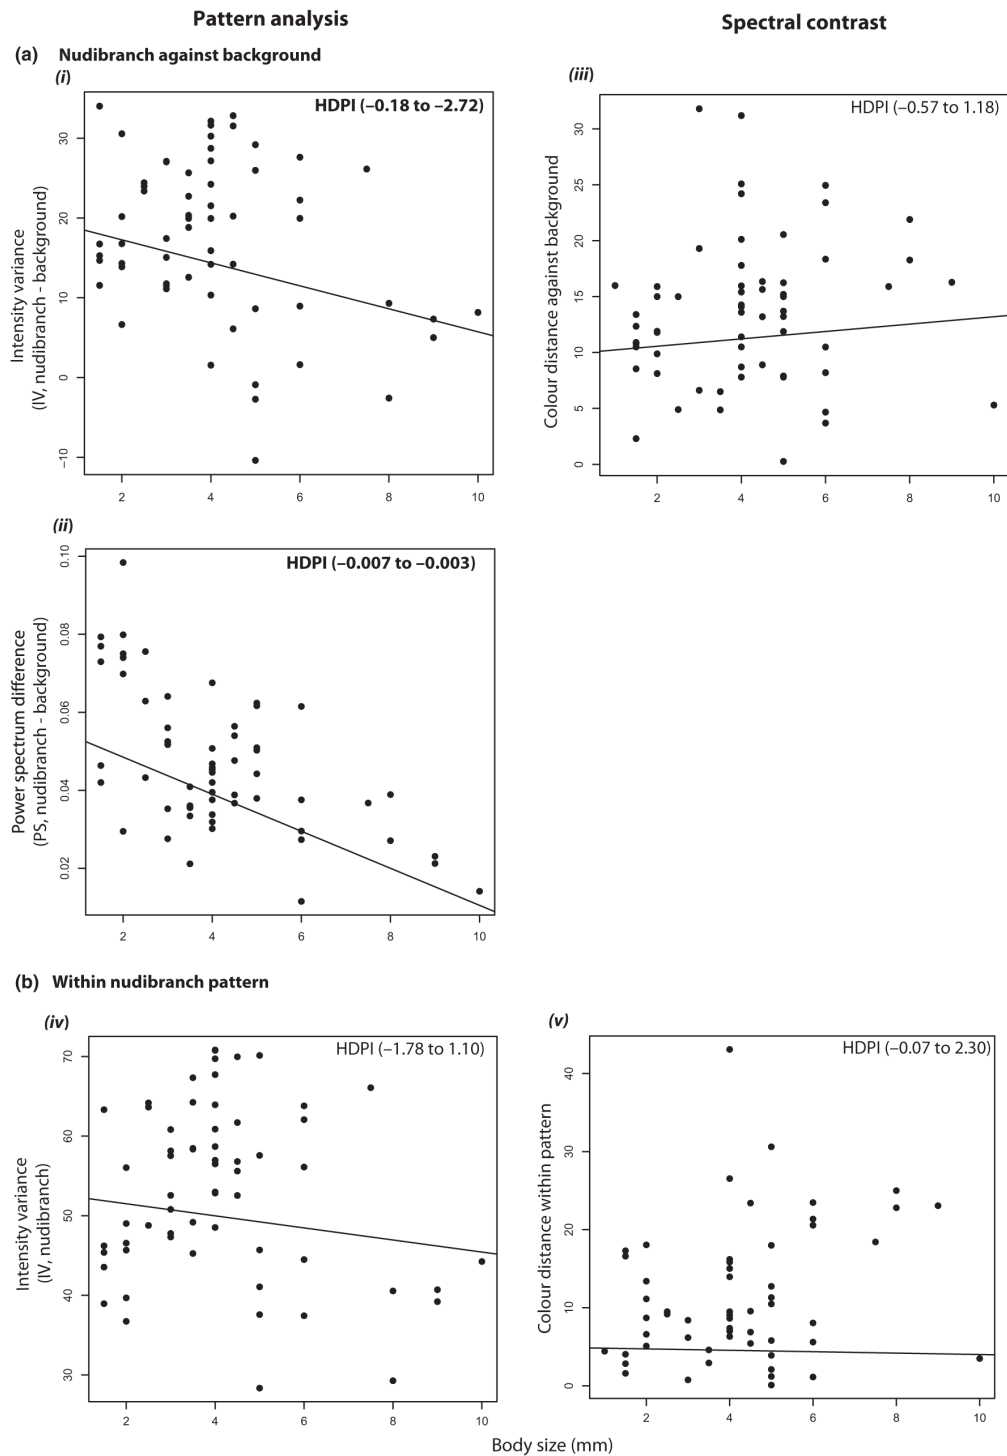 Pattern analysis
Spectral contrast
(a) Nudibranch against background
(i)
HDPI (–0.18 to –2.72)
Intensity variance
(IV, nudibranch - background)
–10 0 10 20 30
2 4 6 8 10
(iii)
HDPI (–0.57 to 1.18)
Colour distance against background
0 5 10 15 20 25 30
2 4 6 8 10
(ii)
HDPI (–0.007 to –0.003)
Power spectrum difference
(PS, nudibranch - background)
0.02 0.04 0.06 0.08 0.10
2 4 6 8 10
(b) Within nudibranch pattern
(iv)
HDPI (–1.78 to 1.10)
Intensity variance
(IV, nudibranch)
30 40 50 60 70
2 4 6 8 10
(v)
HDPI (–0.07 to 2.30)
Colour distance within pattern
0 10 20 30 40
2 4 6 8 10
Body size (mm)